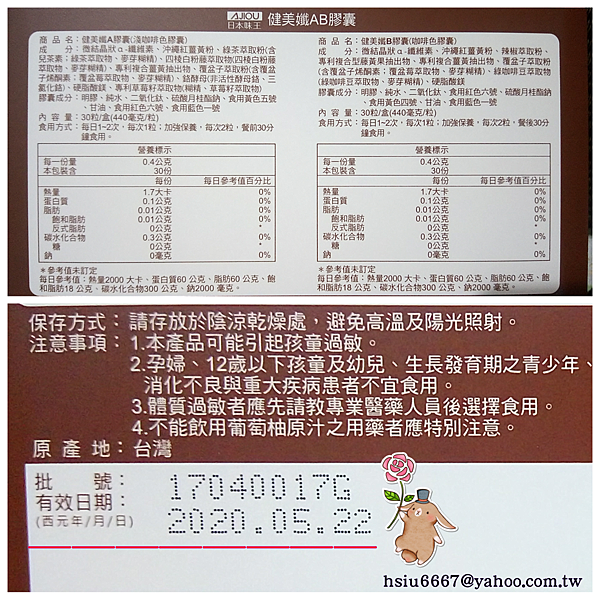 AJIOU
日本味王 健美孅AB膠囊
商品名稱：健美孅A膠囊(淺咖啡色膠囊)
成　　分：微結晶狀α-纖維素、沖繩紅薑黃粉、綠茶萃取粉(含
兒茶素:綠茶萃取物、麥芽糊精)、四稜白粉藤萃取物(四稜白粉藤
萃取物、麥芽糊精)、專利複合薑黃抽出物、覆盆子萃取粉(含覆盆
子烯酮素：覆盆莓萃取物、麥芽糊精)、鉻酵母(非活性酵母鉻、三
氯化鉻)、硬脂酸鎂、專利草莓籽萃取物(糊精、草莓籽萃取物)
膠囊成分：明膠、純水、二氧化鈦、硫酸月桂酯鈉、食用黃色五號
、甘油、食用紅色六號、食用藍色一號
內 容 量：30粒/盒(440毫克/粒)
食用方式：每日1~2次，每次1粒；加強保養，每次2粒，餐前30分
鐘食用。
營養標示
每一份量 0.4公克
本包裝含 30份
每份 每日參考值百分比
熱量 1.7大卡 0%
蛋白質 0.1公克 0%
脂肪 0.01公克 0%
飽和脂肪 0.01公克 0%
反式脂肪 0公克 *
碳水化合物 0.3公克 0%
糖 0公克 *
鈉 0毫克 0%
＊參考值未訂定
每日參考值：熱量2000 大卡、蛋白質60 公克、脂肪60 公克、飽
和脂肪18 公克、碳水化合物300 公克、鈉2000 毫克。
商品名稱：健美孅B膠囊(咖啡色膠囊)
成　　分：微結晶狀α-纖維素、沖繩紅薑黃粉、辣椒萃取粉、
專利複合型藤黃果抽出物、專利複合薑黃抽出物、覆盆子萃取粉
(含覆盆子烯酮素：覆盆莓萃取物、麥芽糊精)、綠咖啡豆萃取物
(綠咖啡豆萃取物、麥芽糊精)、硬脂酸鎂
膠囊成分：明膠、純水、二氧化鈦、硫酸月桂酯鈉、食用紅色六號
、食用黃色四號、甘油、食用藍色一號
內 容 量：30粒/盒(440毫克/粒)
食用方式：每日1~2次，每次1粒；加強保養，每次2粒，餐後30分
鐘食用。
營養標示
每一份量 0.4公克
本包裝含 30份
每份 每日參考值百分比
熱量 1.7大卡 0%
蛋白質 0.1公克 0%
脂肪 0.01公克 0%
飽和脂肪 0.01公克 0%
反式脂肪 0公克 *
碳水化合物 0.3公克 0%
糖 0公克 *
鈉 0毫克 0%
＊參考值未訂定
每日參考值：熱量2000 大卡、蛋白質60 公克、脂肪60 公克、飽
和脂肪18 公克、碳水化合物300 公克、鈉2000 毫克。
保存方式：請存放於陰涼乾燥處，避免高溫及陽光照射。
注意事項：1.本產品可能引起孩童過敏。
2.孕婦、12歲以下孩童及幼兒、生長發育期之青少年、
消化不良與重大疾病患者不宜食用。
3.體質過敏者應先請教專業醫藥人員後選擇食用。
4.不能飲用葡萄柚原汁之用藥者應特別注意。
原 產 地：台灣
批　　號： 17040017G
有效日期： 2020.05.22
(西元年/月/日)
hsiu6667@yahoo.com.tw